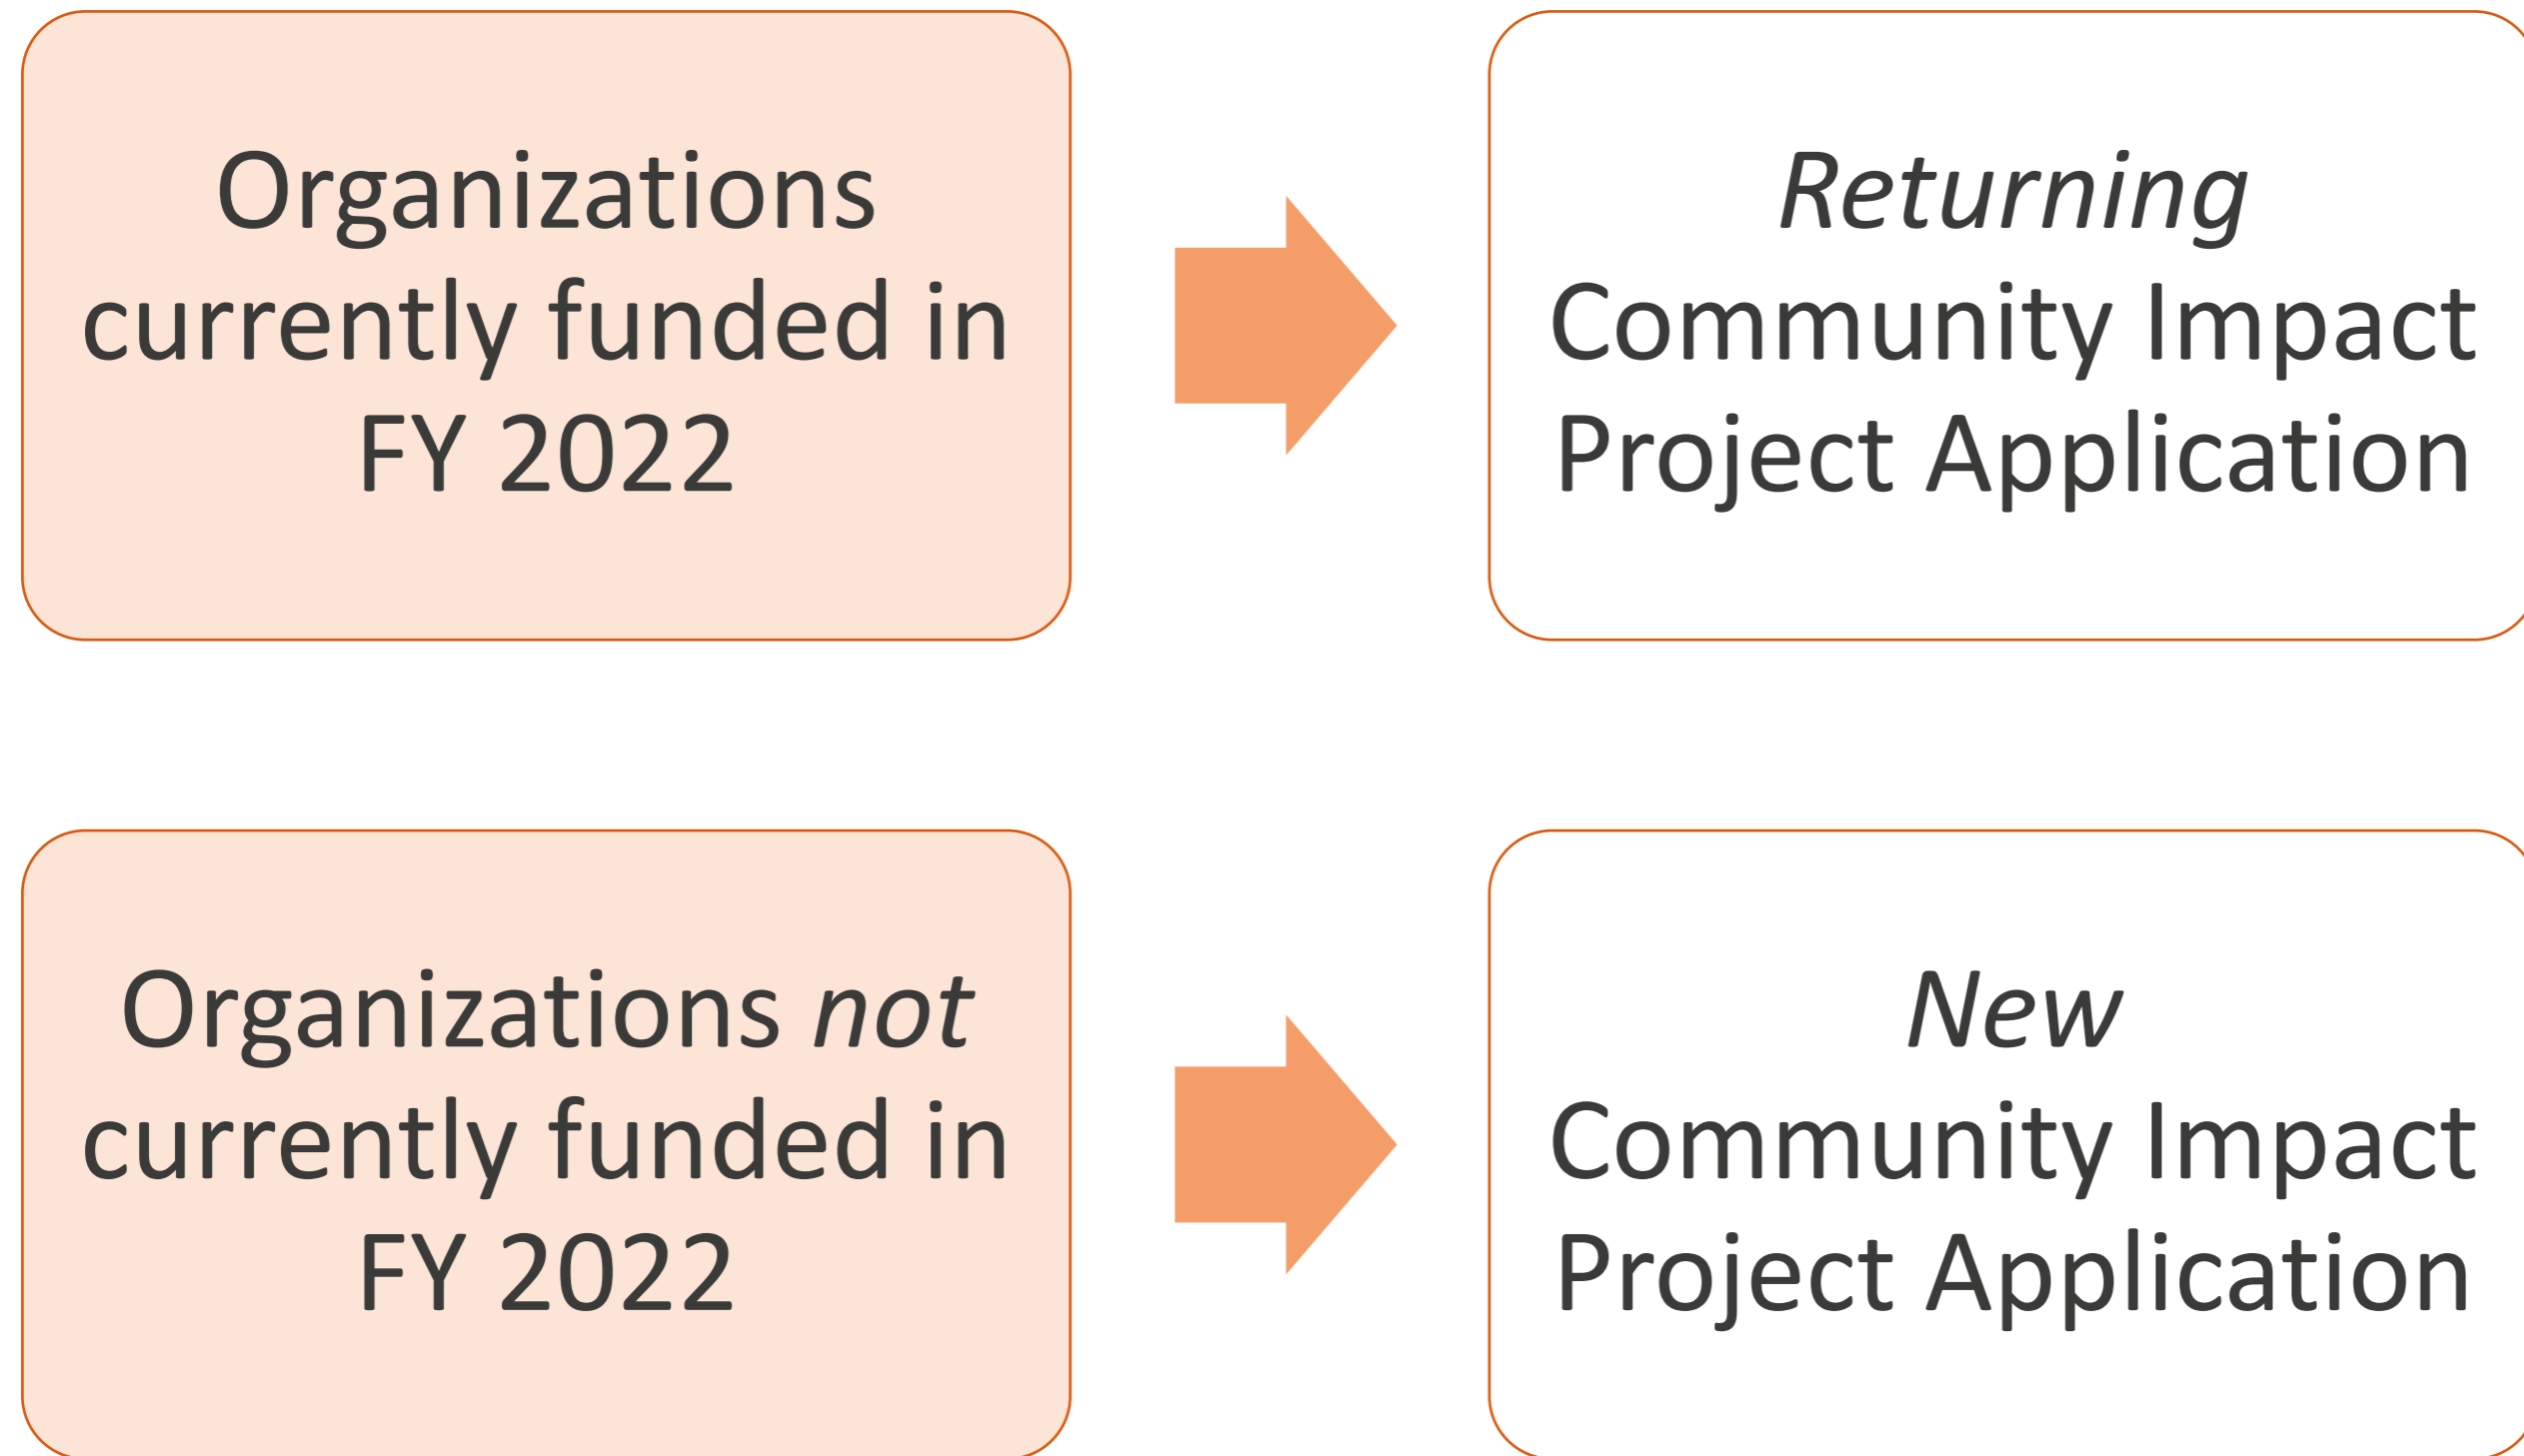 Organizations
currently funded in
FY 2022
Returning
Community Impact
Project Application
Organizations not
currently funded in
FY 2022
New
Community Impact
Project Application